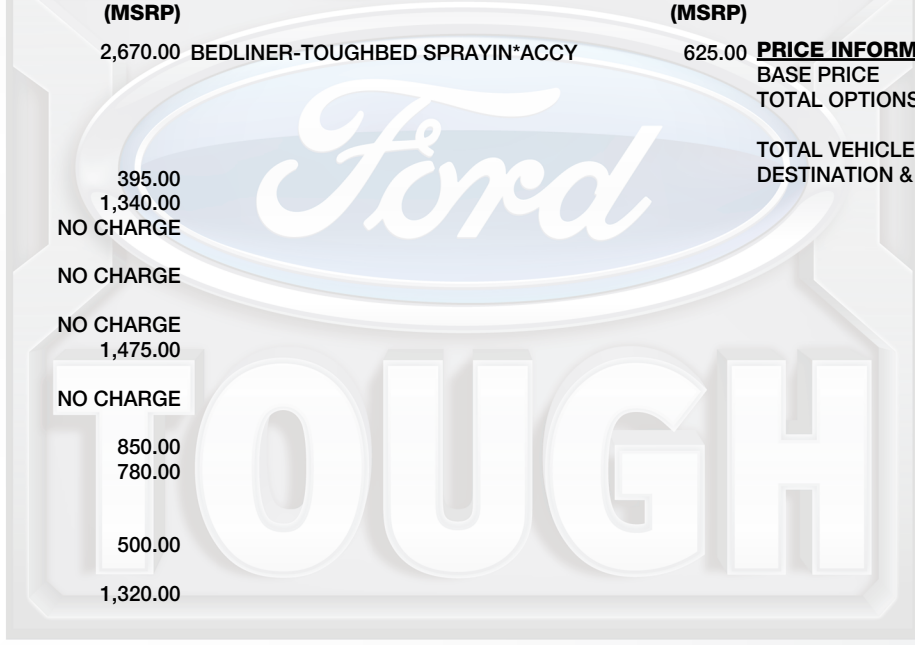 (MSRP) (MSRP)
2,670.00 BEDLINER-TOUGHBED SPRAYIN*ACCY 625.00 PRICE INFORM
BASE PRICE
TOTAL OPTIONS
TOTAL VEHICLE
395.00 DESTINATION &
1,340.00
NO CHARGE
NO CHARGE
NO CHARGE
1,475.00
NO CHARGE
850.00
780.00
500.00
1,320.00
Ford
TOUGH